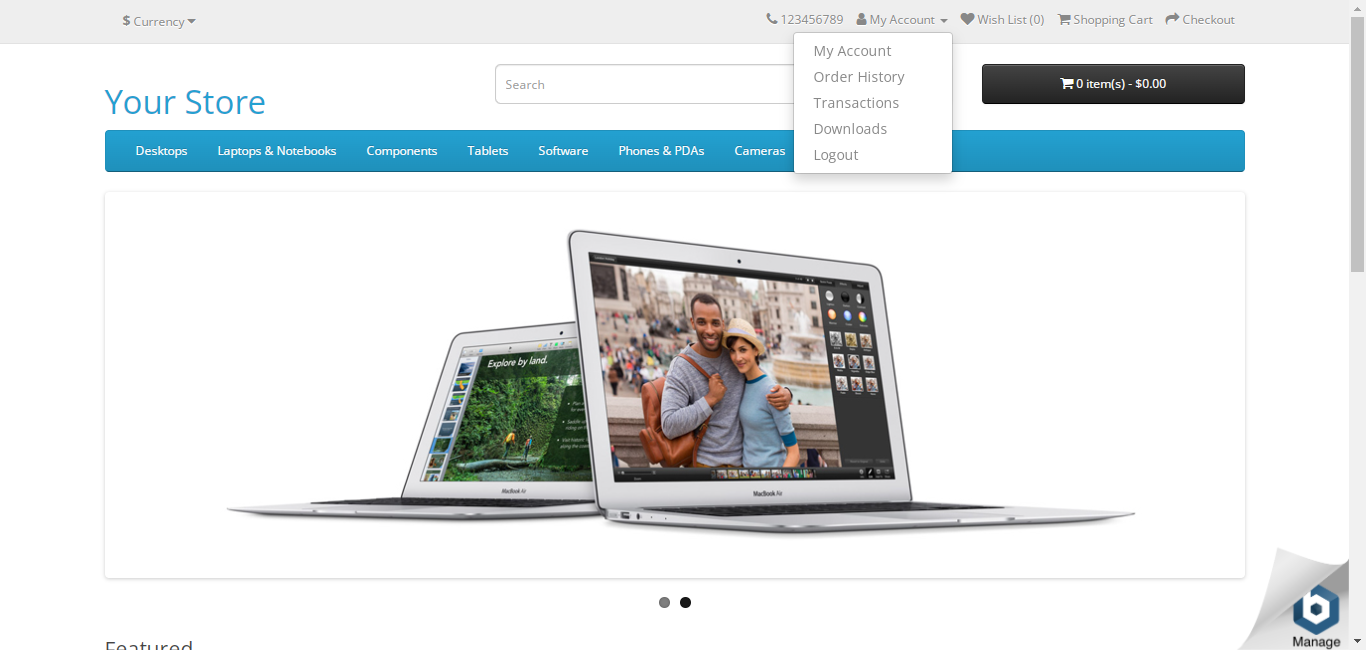 $ Currency
123456789 My Account Wish List (0) Shopping Cart Checkout
My Account
Order History
Transactions
Downloads
Logout
Your Store
Search
0 item(s) - $0.00
Desktops Laptops & Notebooks Components Tablets Software Phones & PDAs Cameras
Explore by land.
MacBook Air
MacBook Air
Featured
Manage